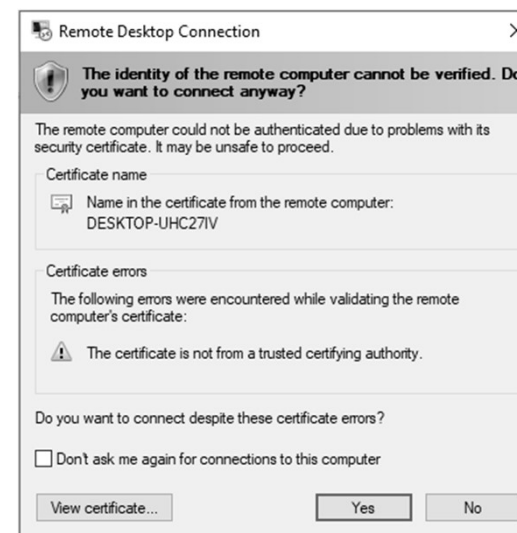 Remote Desktop Connection
The identity of the remote computer cannot be verified. Do
you want to connect anyway?
The remote computer could not be authenticated due to problems with its
security certificate. It may be unsafe to proceed.
Certificate name
Name in the certificate from the remote computer:
DESKTOP-UHC27IV
Certificate errors
The following errors were encountered while validating the remote
computer's certificate:
The certificate is not from a trusted certifying authority.
Do you want to connect despite these certificate errors?
Don't ask me again for connections to this computer
View certificate...
Yes
No